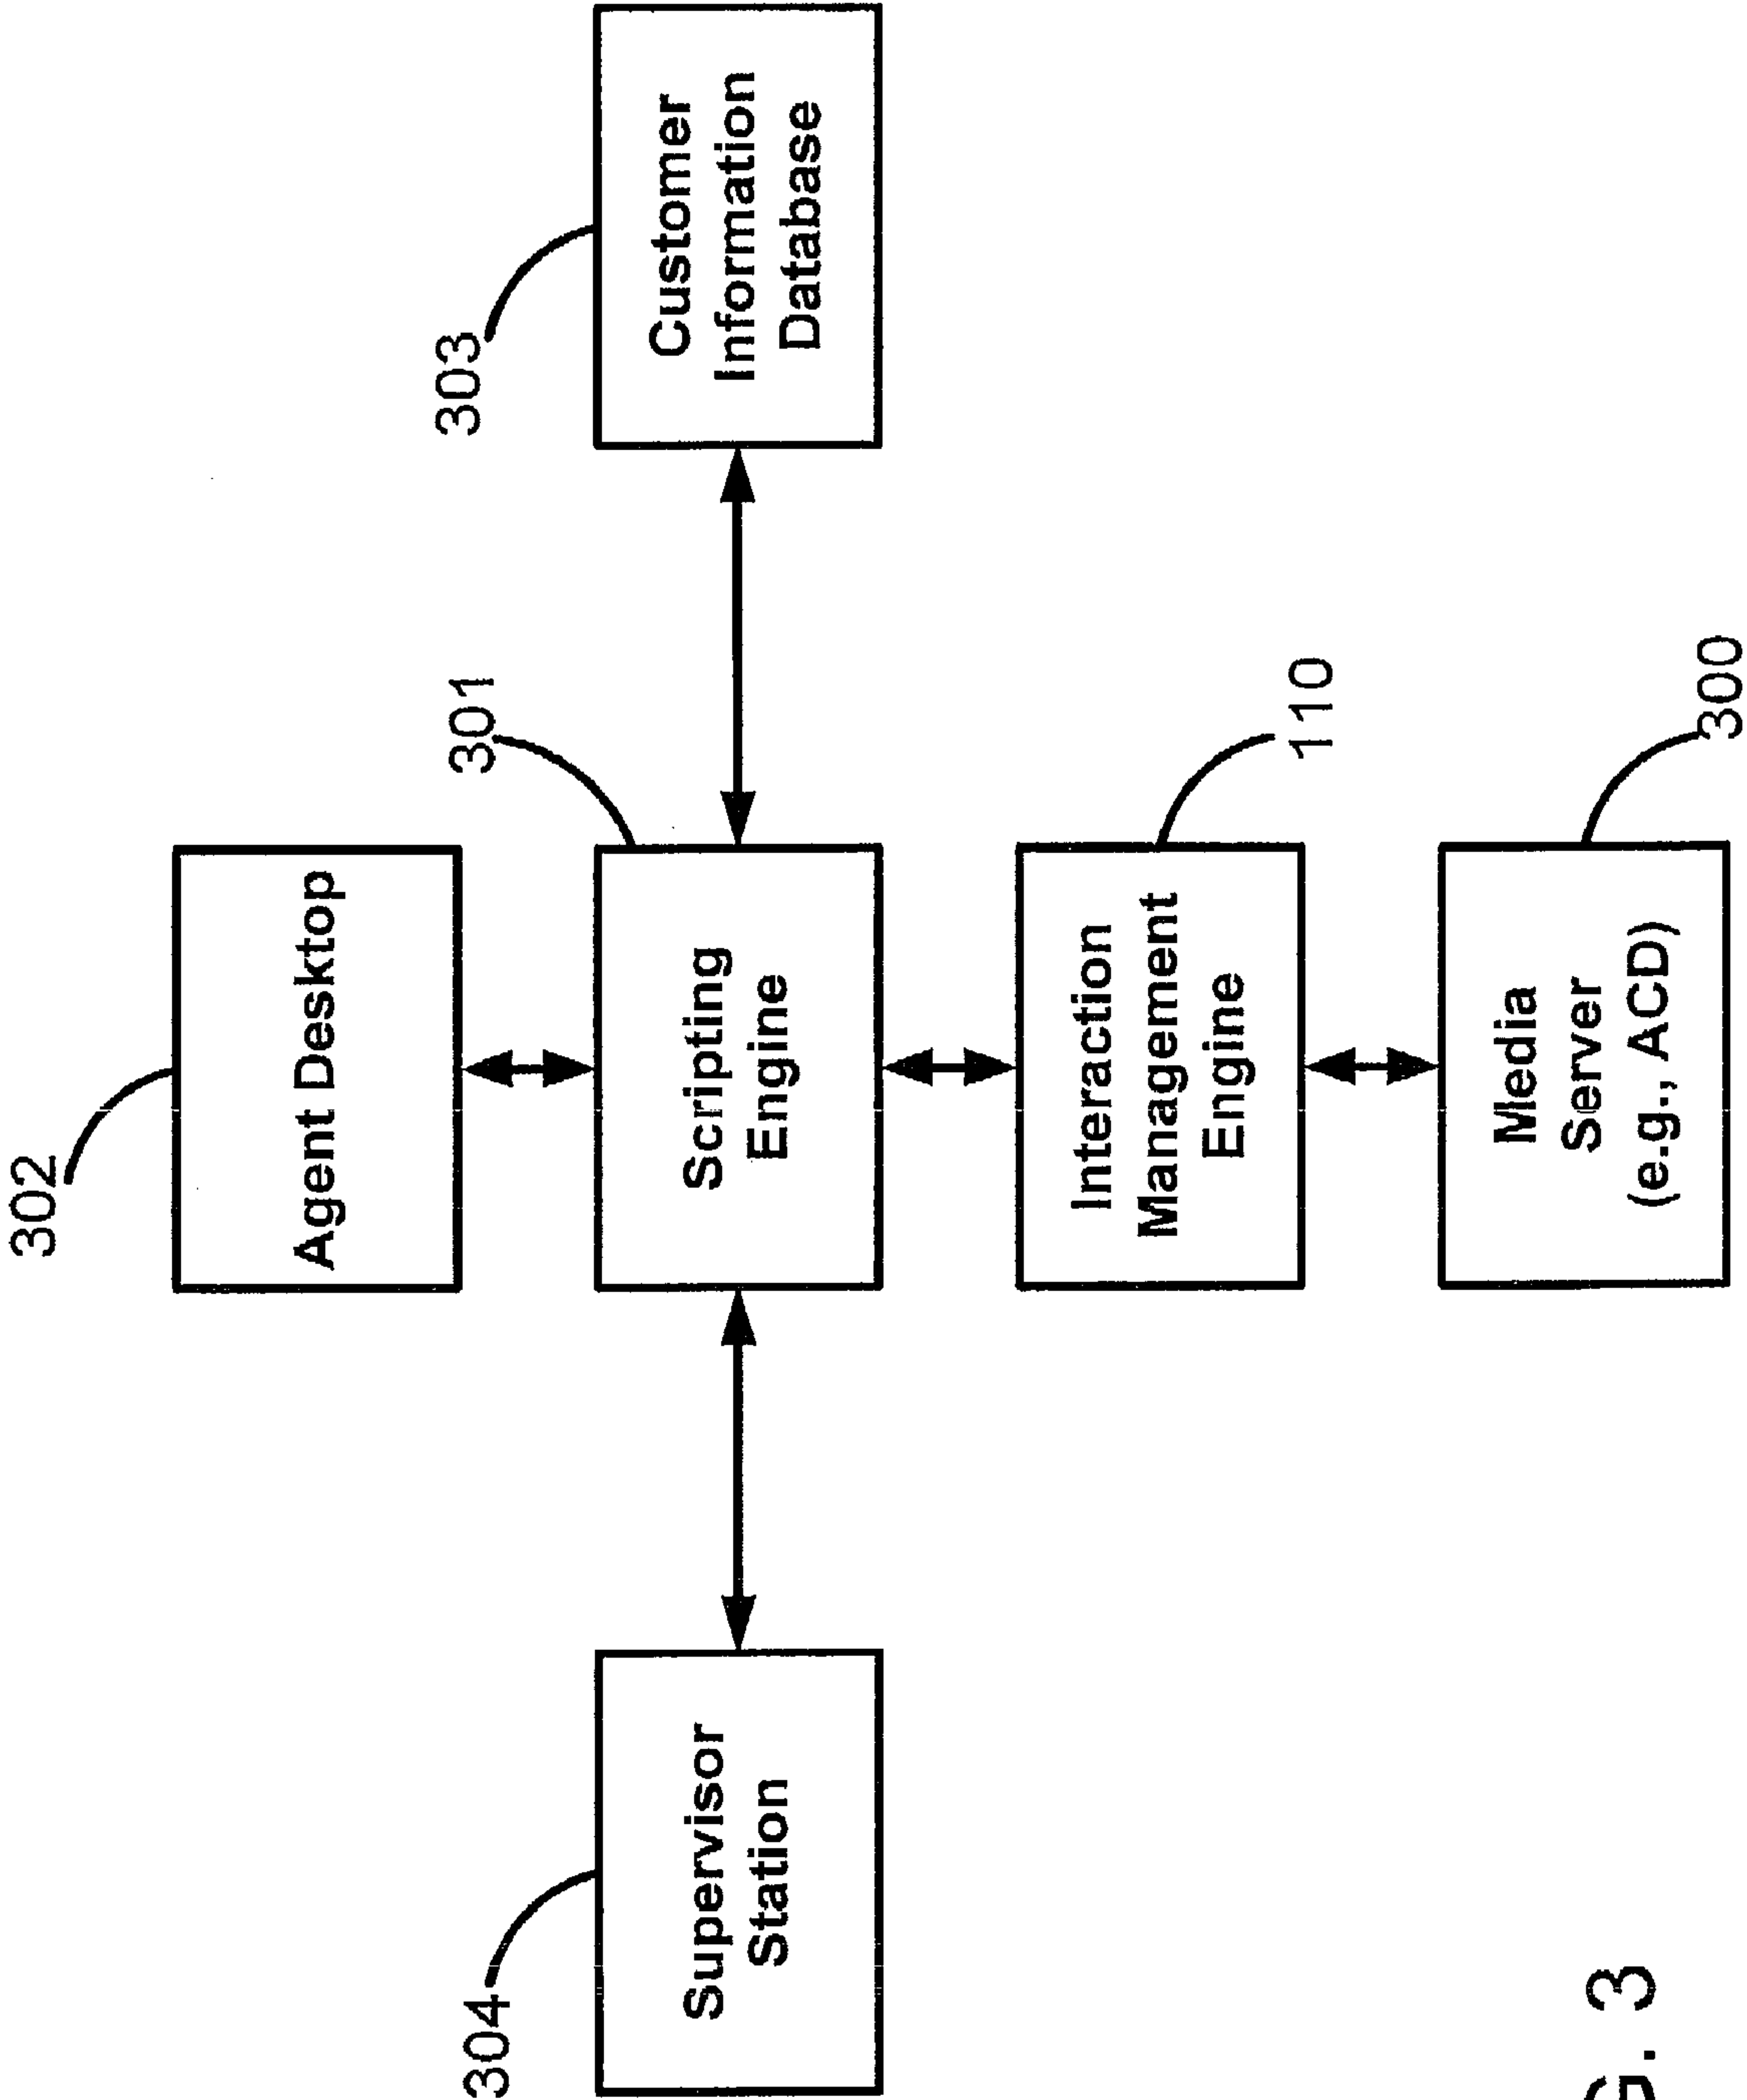 302
Agent Desktop
304
301
303
Supervisor
Station
Scripting
Engine
Customer
Information
Database
110
Interaction
Management
Engine
300
Media
Server
(e.g., ACD)
G. 3